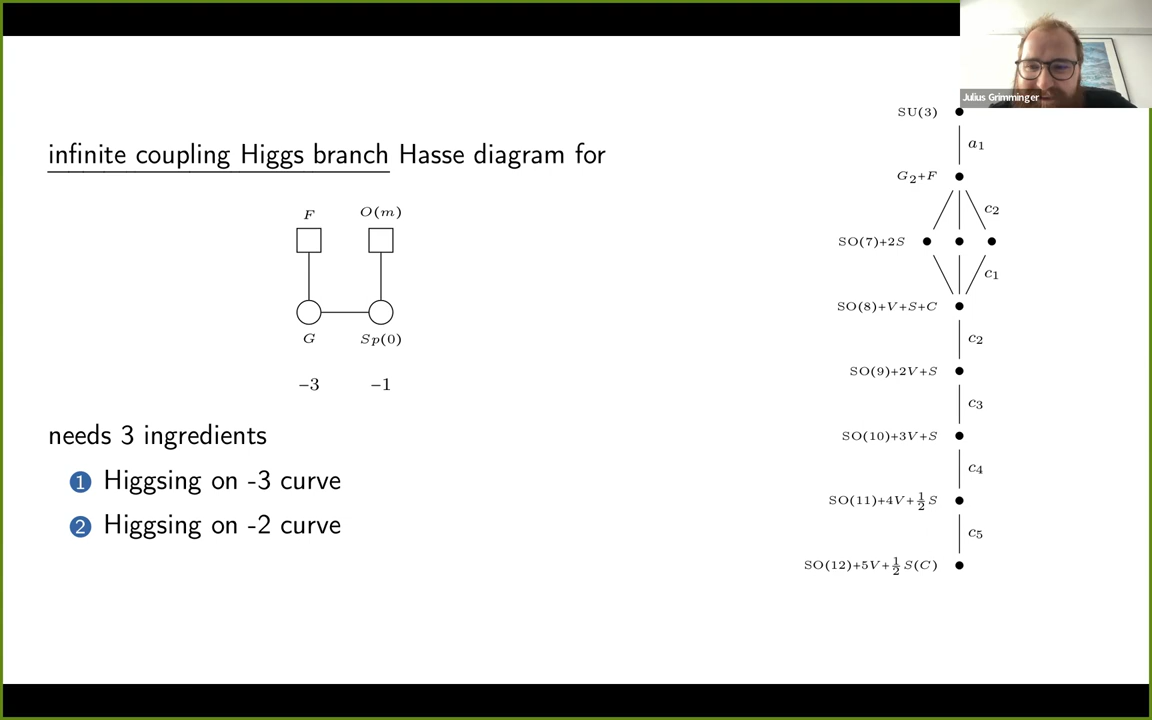 Julius Grimminger
infinite coupling Higgs branch Hasse diagram for
F O(m)
G Sp(0)
−3 −1
needs 3 ingredients
1 Higgsing on -3 curve
2 Higgsing on -2 curve
SU(3)
a₁
G₂+F
c₂
SO(7)+2S
c₁
SO(8)+V+S+C
c₂
SO(9)+2V+S
c₃
SO(10)+3V+S
c₄
SO(11)+4V+½S
c₅
SO(12)+5V+½S(C)